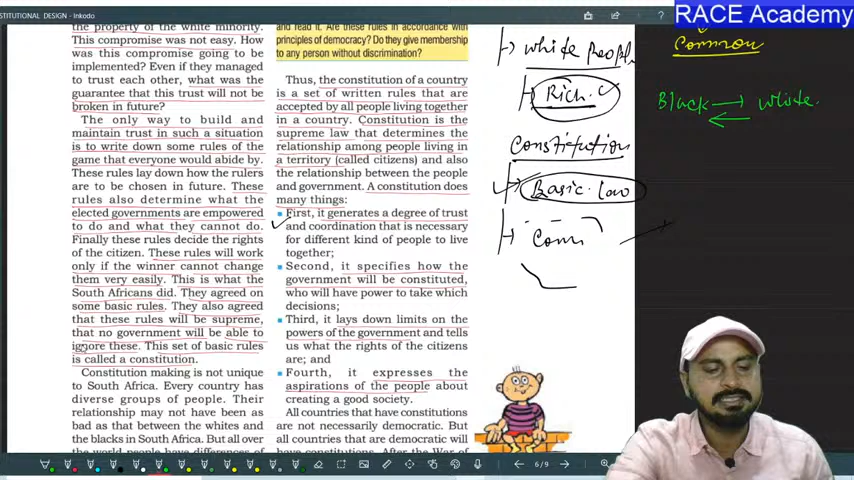 STITUTIONAL DESIGN - Inkodo
RACE Academy
the property of the white minority.
This compromise was not easy. How
was this compromise going to be
implemented? Even if they managed
to trust each other, what was the
guarantee that this trust will not be
broken in future?
The only way to build and
maintain trust in such a situation
is to write down some rules of the
game that everyone would abide by.
These rules lay down how the rulers
are to be chosen in future. These
rules also determine what the
elected governments are empowered
to do and what they cannot do.
Finally these rules decide the rights
of the citizen. These rules will work
only if the winner cannot change
them very easily. This is what the
South Africans did. They agreed on
some basic rules. They also agreed
that these rules will be supreme,
that no government will be able to
ignore these. This set of basic rules
is called a constitution.
Constitution making is not unique
to South Africa. Every country has
diverse groups of people. Their
relationship may not have been as
bad as that between the whites and
the blacks in South Africa. But all over
the world people have differences of
and read it. Are these rules in accordance with
principles of democracy? Do they give membership
to any person without discrimination?
Thus, the constitution of a country
is a set of written rules that are
accepted by all people living together
in a country. Constitution is the
supreme law that determines the
relationship among people living in
a territory (called citizens) and also
the relationship between the people
and government. A constitution does
many things:
First, it generates a degree of trust
and coordination that is necessary
for different kind of people to live
together;
Second, it specifies how the
government will be constituted,
who will have power to take which
decisions;
Third, it lays down limits on the
powers of the government and tells
us what the rights of the citizens
are; and
Fourth, it expresses the
aspirations of the people about
creating a good society.
All countries that have constitutions
are not necessarily democratic. But
all countries that are democratic will
have constitutions. After the War of
white people
Rich.
Constitution
Basic law
Comm
Common
Black → white.
6/9